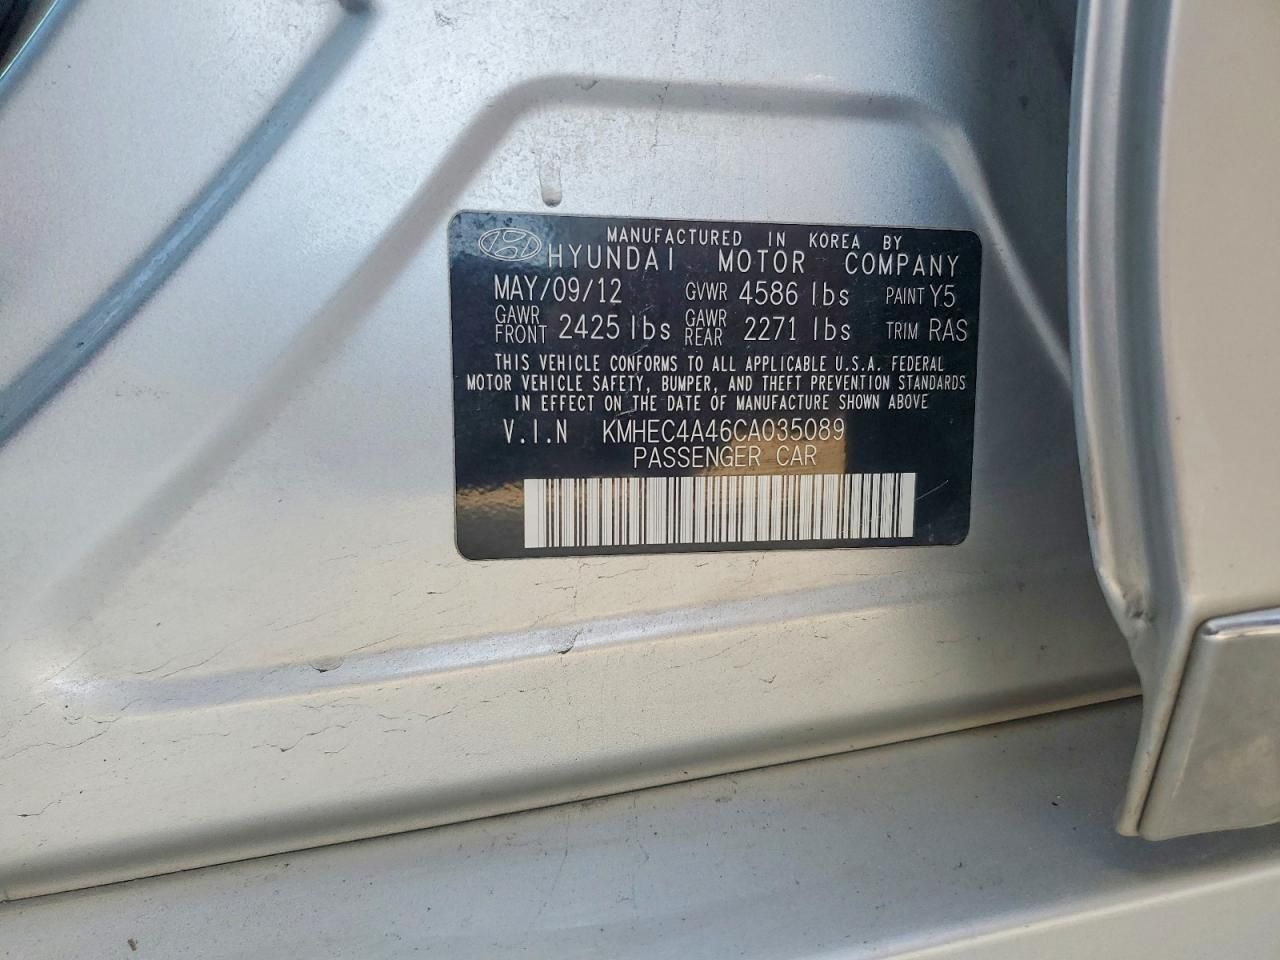 MANUFACTURED IN KOREA BY
HYUNDAI MOTOR COMPANY
MAY/09/12 GVWR 4586 lbs PAINT Y5
GAWR FRONT 2425 lbs GAWR REAR 2271 lbs TRIM RAS
THIS VEHICLE CONFORMS TO ALL APPLICABLE U.S.A. FEDERAL
MOTOR VEHICLE SAFETY, BUMPER, AND THEFT PREVENTION STANDARDS
IN EFFECT ON THE DATE OF MANUFACTURE SHOWN ABOVE
V.I.N KMHEC4A46CA035089
PASSENGER CAR